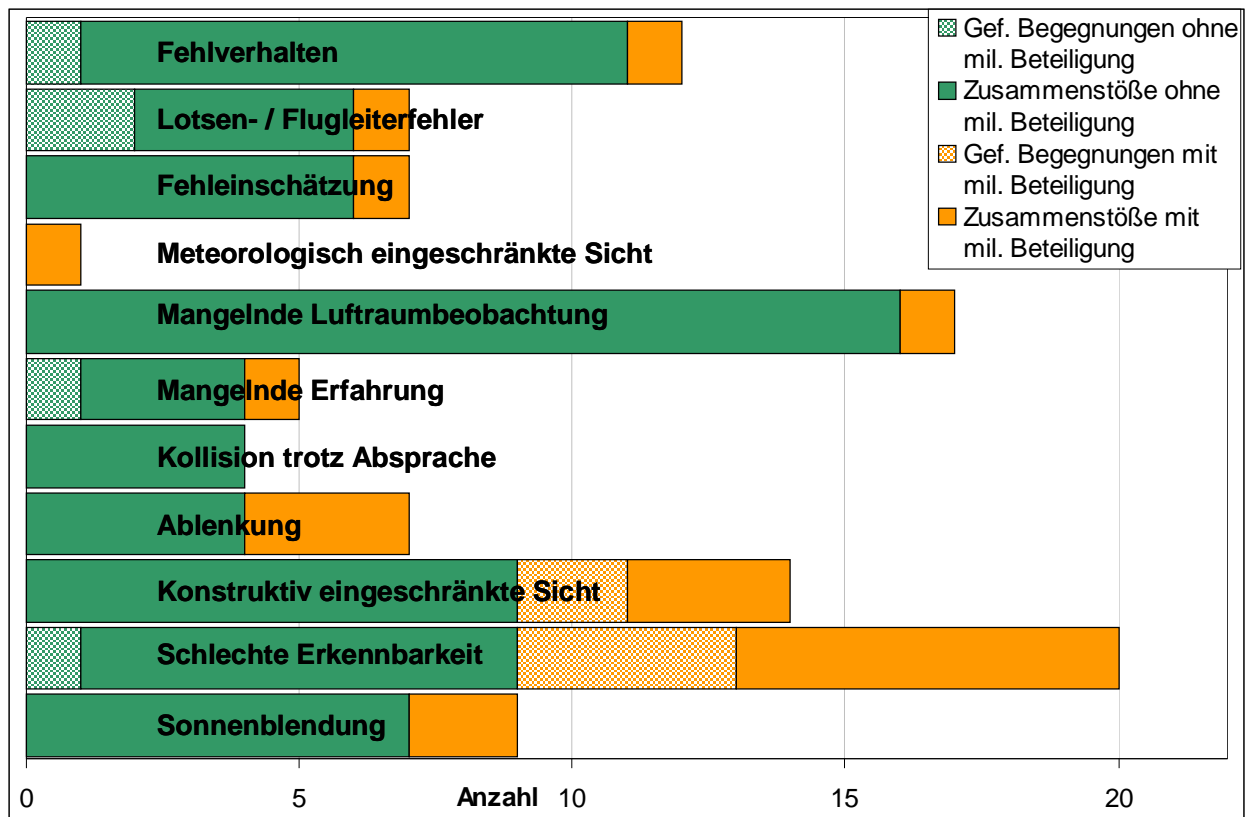 Fehlverhalten
Lotsen- / Flugleiterfehler
Fehleinschätzung
Meteorologisch eingeschränkte Sicht
Mangelnde Luftraumbeobachtung
Mangelnde Erfahrung
Kollision trotz Absprache
Ablenkung
Konstruktiv eingeschränkte Sicht
Schlechte Erkennbarkeit
Sonnenblendung
0 5 Anzahl 10 15 20
Gef. Begegnungen ohne
mil. Beteiligung
Zusammenstöße ohne
mil. Beteiligung
Gef. Begegnungen mit
mil. Beteiligung
Zusammenstöße mit
mil. Beteiligung